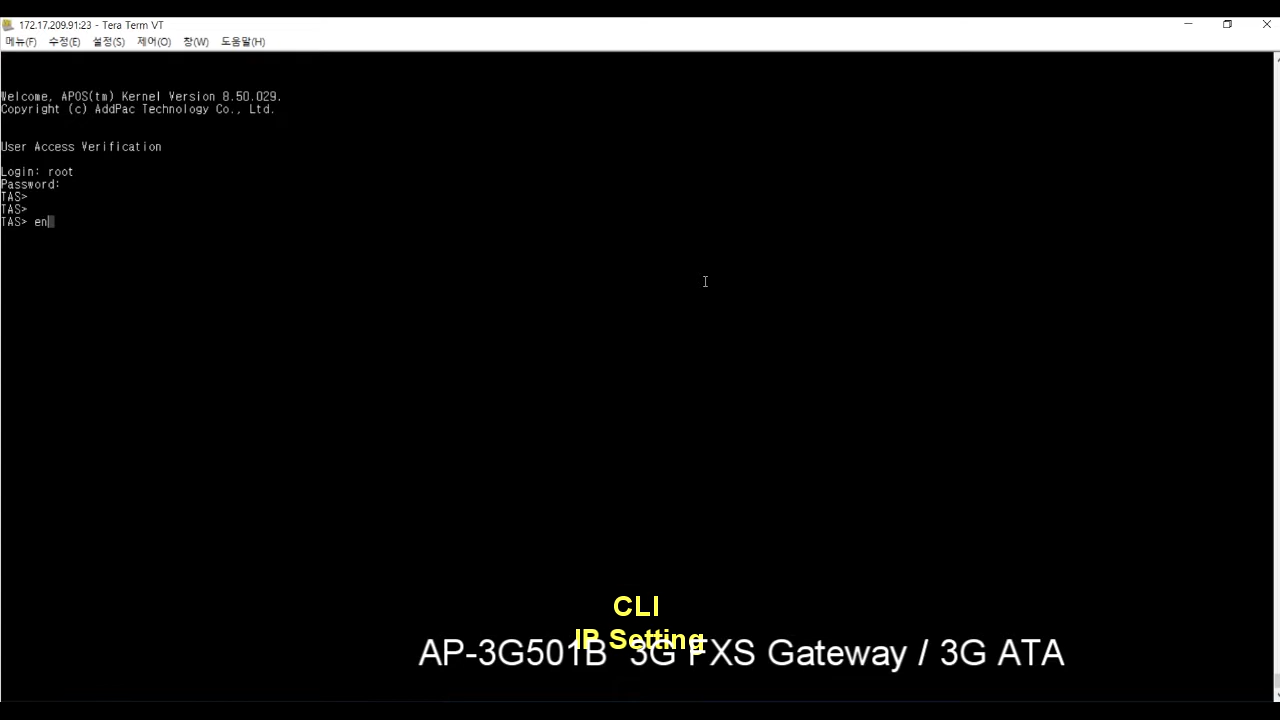 172.17.209.91:23 - Tera Term VT
메뉴(F) 수정(E) 설정(S) 제어(O) 창(W) 도움말(H)
Welcome, APOS(tm) Kernel Version 8.50.029.
Copyright (c) AddPac Technology Co., Ltd.
User Access Verification
Login: root
Password:
TAS>
TAS>
TAS> en
CLI
IP Setting
AP-3G501B 3G FXS Gateway / 3G ATA